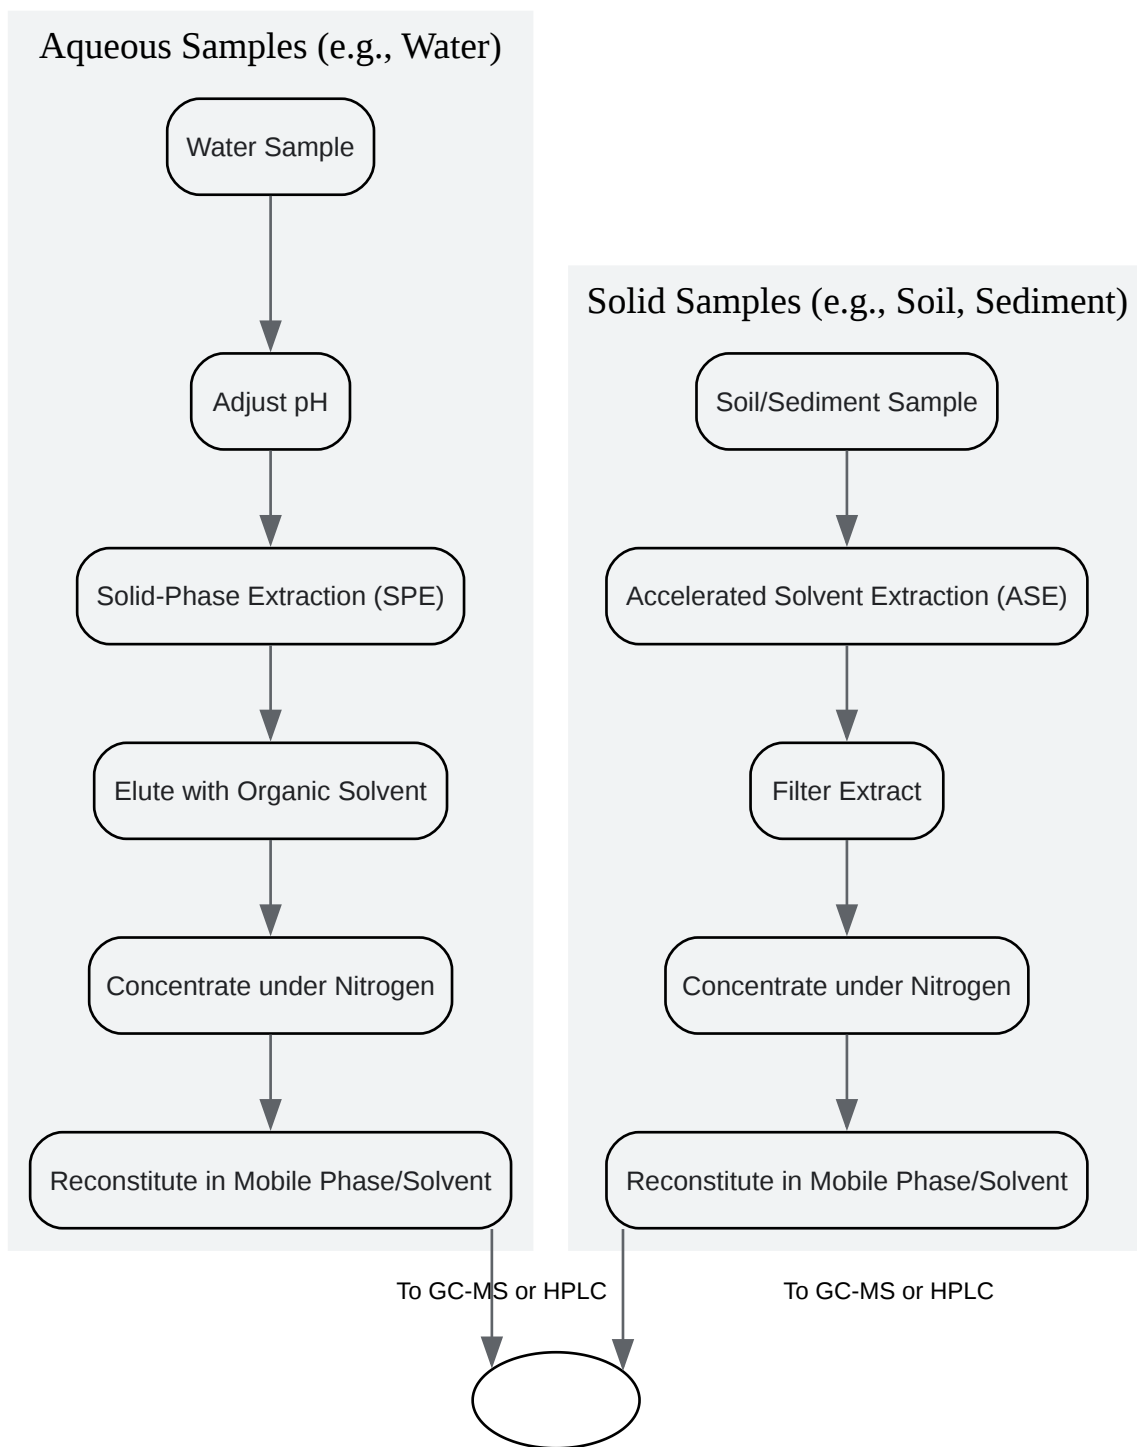 Aqueous Samples (e.g., Water)
Water Sample
Adjust pH
Solid-Phase Extraction (SPE)
Elute with Organic Solvent
Concentrate under Nitrogen
Reconstitute in Mobile Phase/Solvent
To GC-MS or HPLC
Solid Samples (e.g., Soil, Sediment)
Soil/Sediment Sample
Accelerated Solvent Extraction (ASE)
Filter Extract
Concentrate under Nitrogen
Reconstitute in Mobile Phase/Solvent
To GC-MS or HPLC